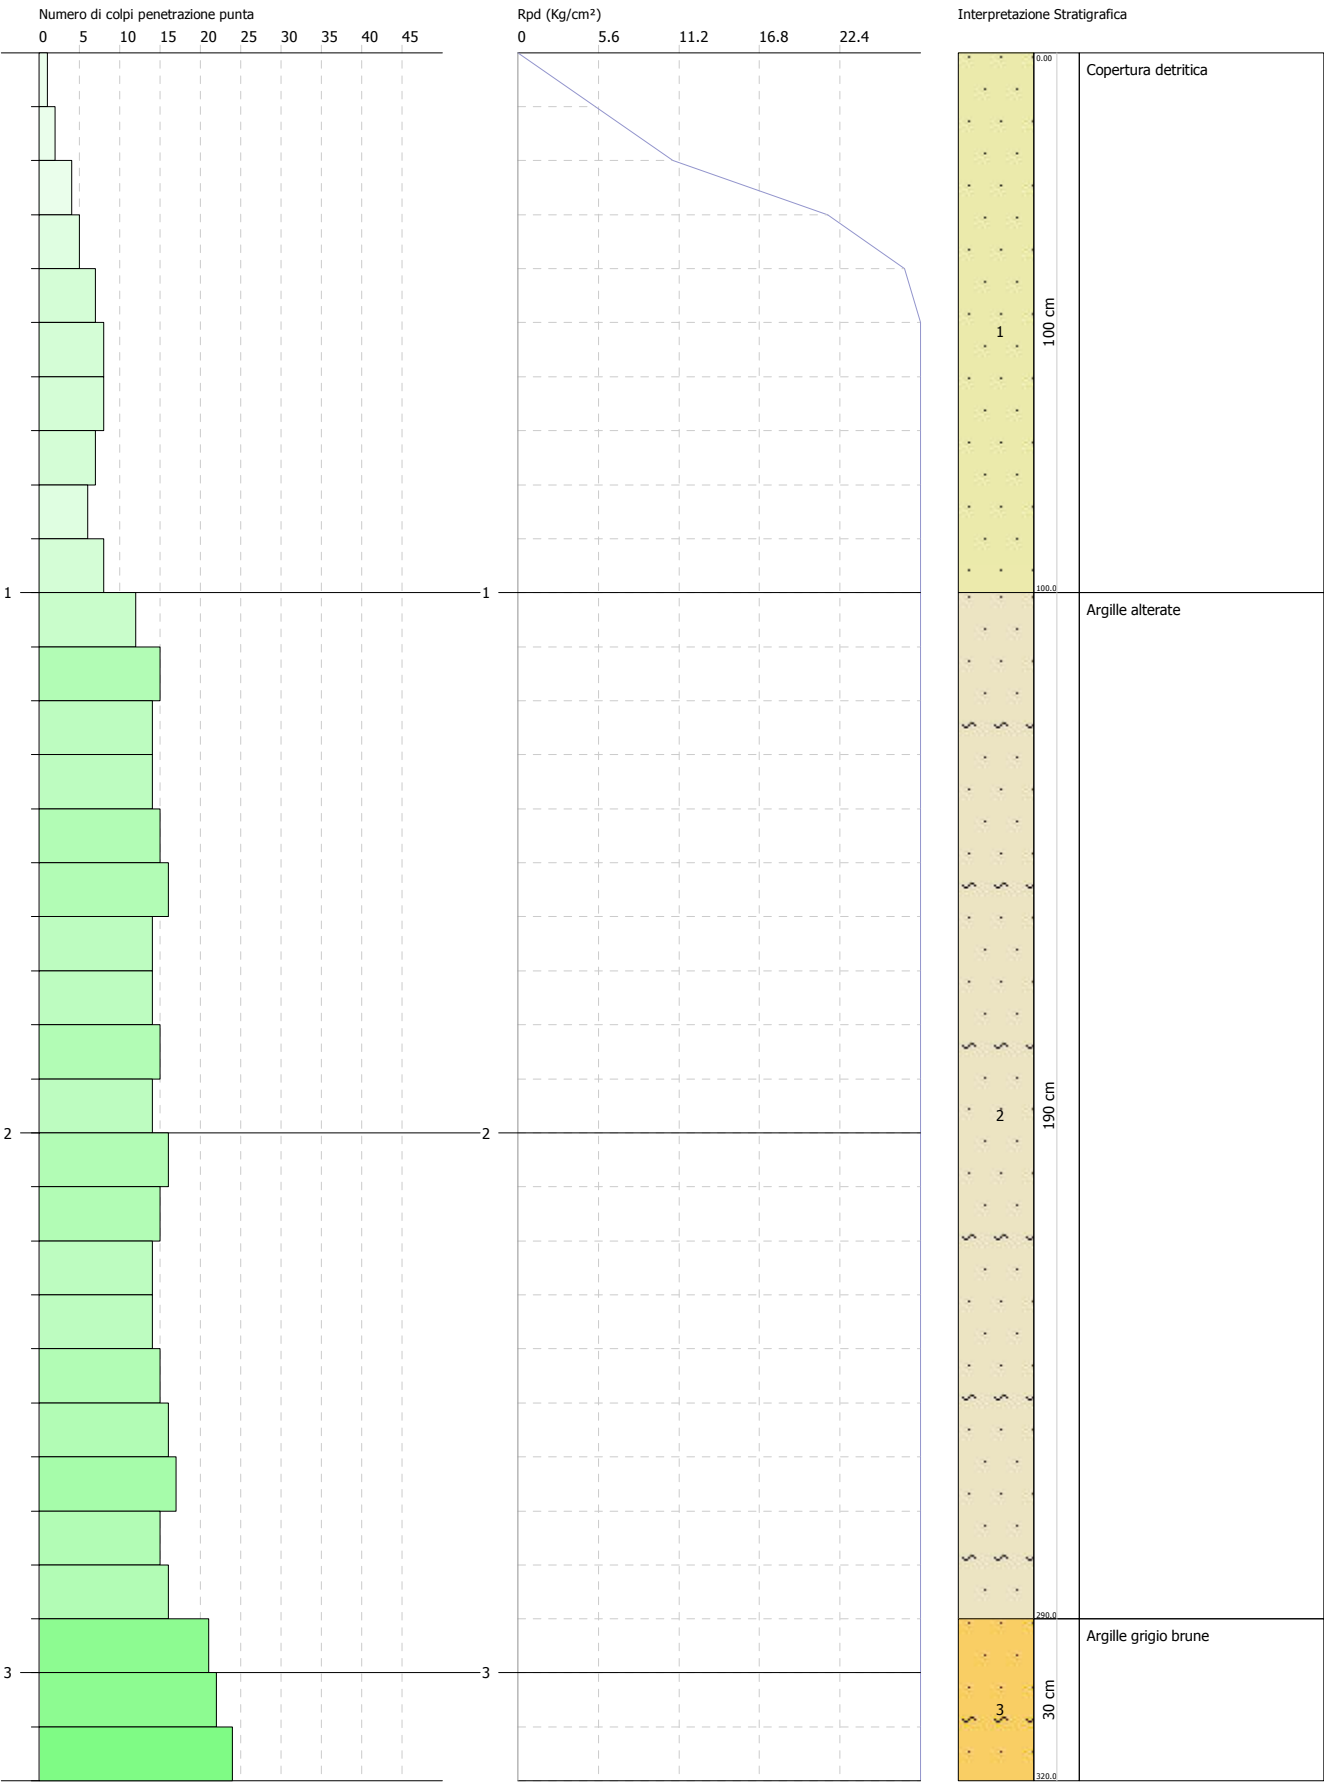 Numero di colpi penetrazione punta
0 5 10 15 20 25 30 35 40 45
Rpd (Kg/cm²)
0 5.6 11.2 16.8 22.4
Interpretazione Stratigrafica
0.00
Copertura detritica
1
100 cm
1
1
100.0
Argille alterate
2
190 cm
2
2
290.0
Argille grigio brune
3
3
3
30 cm
320.0